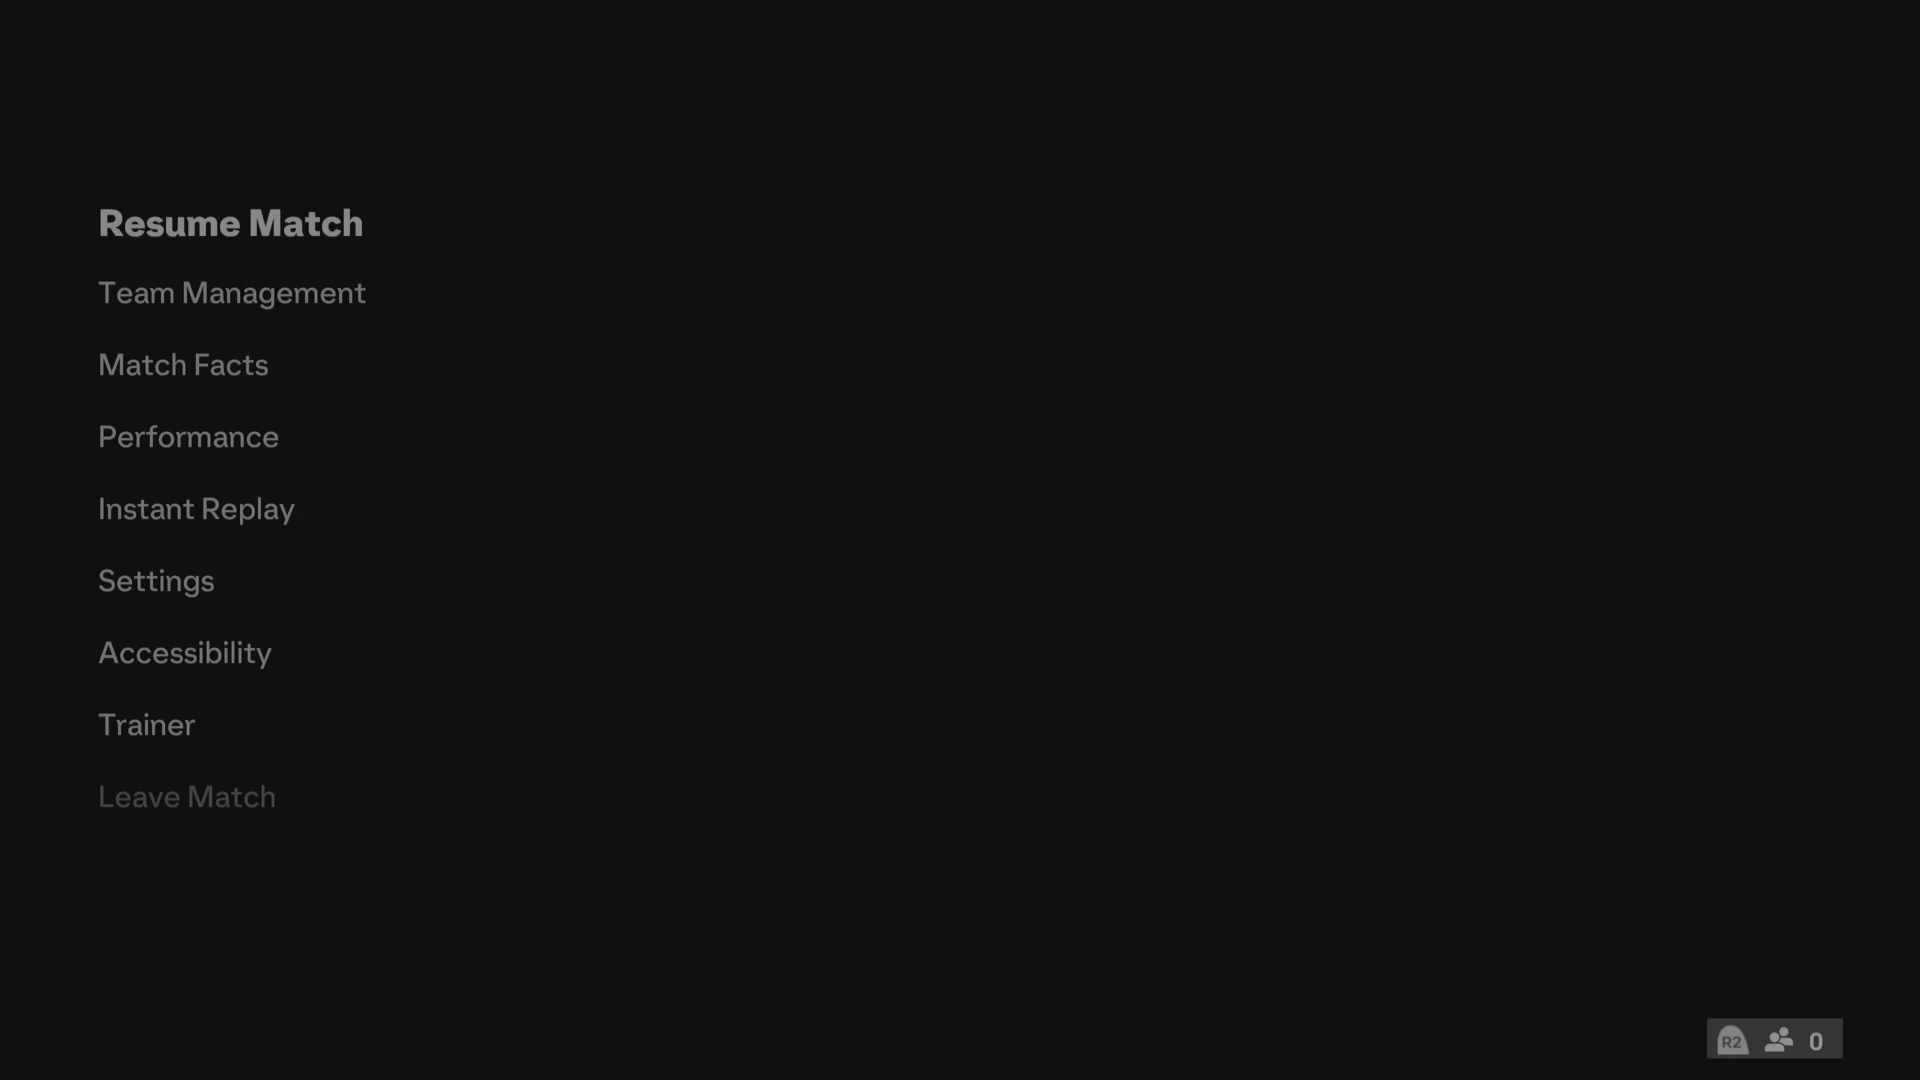 Resume Match
Team Management
Match Facts
Performance
Instant Replay
Settings
Accessibility
Trainer
Leave Match
R2 0